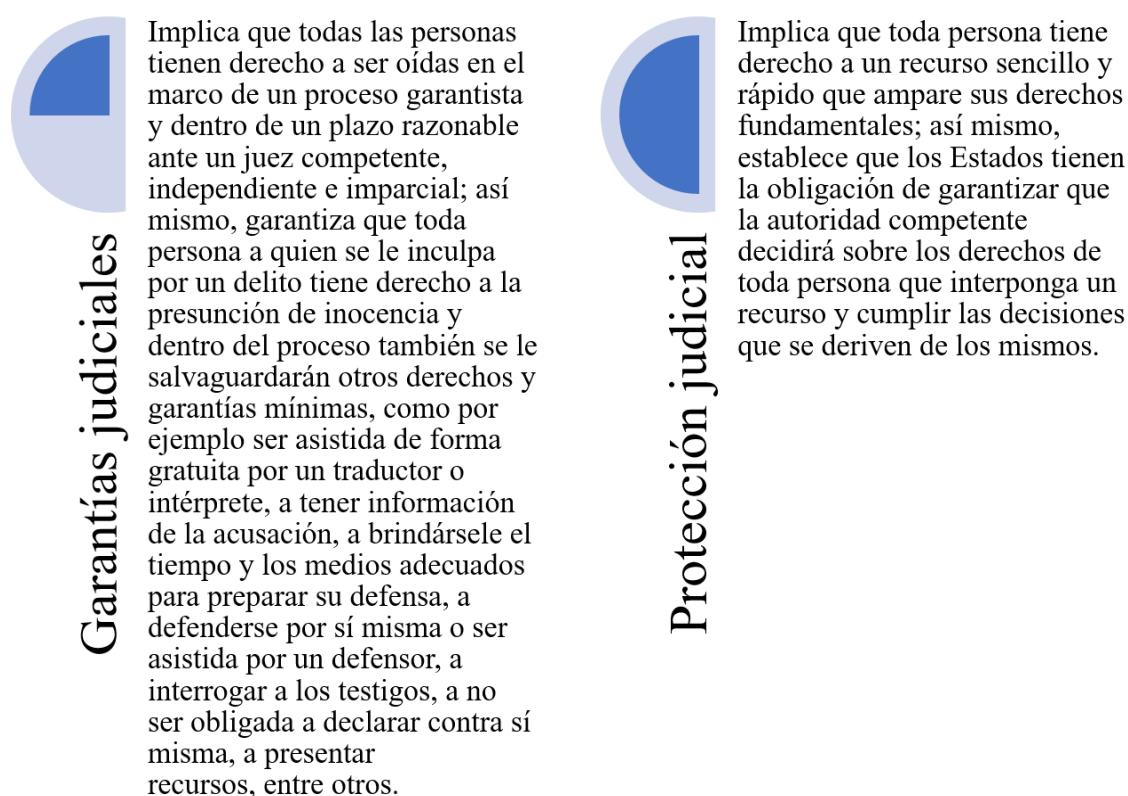 Garantías judiciales
Implica que todas las personas
tienen derecho a ser oídas en el
marco de un proceso garantista
y dentro de un plazo razonable
ante un juez competente,
independiente e imparcial; así
mismo, garantiza que toda
persona a quien se le inculpa
por un delito tiene derecho a la
presunción de inocencia y
dentro del proceso también se le
salvaguardarán otros derechos y
garantías mínimas, como por
ejemplo ser asistida de forma
gratuita por un traductor o
intérprete, a tener información
de la acusación, a brindársele el
tiempo y los medios adecuados
para preparar su defensa, a
defenderse por sí misma o ser
asistida por un defensor, a
interrogar a los testigos, a no
ser obligada a declarar contra sí
misma, a presentar
recursos, entre otros.
Protección judicial
Implica que toda persona tiene
derecho a un recurso sencillo y
rápido que ampare sus derechos
fundamentales; así mismo,
establece que los Estados tienen
la obligación de garantizar que
la autoridad competente
decidirá sobre los derechos de
toda persona que interponga un
recurso y cumplir las decisiones
que se deriven de los mismos.